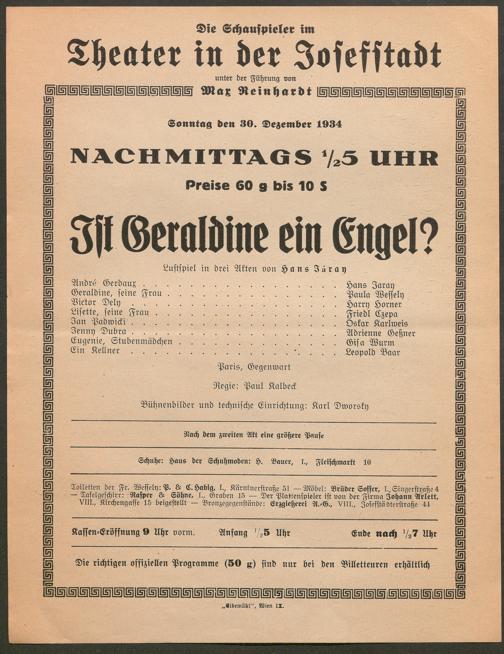 Die Schauspieler im
Theater in der Josefstadt
unter der Führung von
Max Reinhardt
Sonntag den 30. Dezember 1934
NACHMITTAGS ½5 UHR
Preise 60 g bis 10 S
Ist Geraldine ein Engel?
Lustspiel in drei Akten von Hans Járay
André Gerdaux . . . . . . . . . . Hans Jaray
Geraldine, seine Frau . . . . . . . . . . Paula Wessely
Victor Dely . . . . . . . . . . Harry Horner
Lisette, seine Frau . . . . . . . . . . Friedl Czepa
Jan Padwicki . . . . . . . . . . Oskar Karlweis
Jenny Dubra . . . . . . . . . . Adrienne Geßner
Eugenie, Stubenmädchen . . . . . . . . . . Gisa Wurm
Ein Kellner . . . . . . . . . . Leopold Baar
Paris, Gegenwart
Regie: Paul Kalbeck
Bühnenbilder und technische Einrichtung: Karl Dworsky
Nach dem zweiten Akt eine größere Pause
Schuhe: Haus der Schuhmoden: H. Bauer, I., Fleischmarkt 10
Toiletten der Fr. Wessely: P. & C. Habig, I., Kärntnerstraße 51 — Möbel: Brüder Soffer, I., Singerstraße 4
— Tafelgeschirr: Rasper & Söhne, I., Graben 15 — Der Plattenspieler ist von der Firma Johann Arlett,
VIII., Kirchengasse 15 beigestellt — Bronzegegenstände: Erzgießerei A.-G., VIII., Josefstädterstraße 44
Kassen-Eröffnung 9 Uhr vorm. Anfang ½5 Uhr Ende nach ½7 Uhr
Die richtigen offiziellen Programme (50 g) sind nur bei den Billetteuren erhältlich
„Elbemühl“, Wien IX.